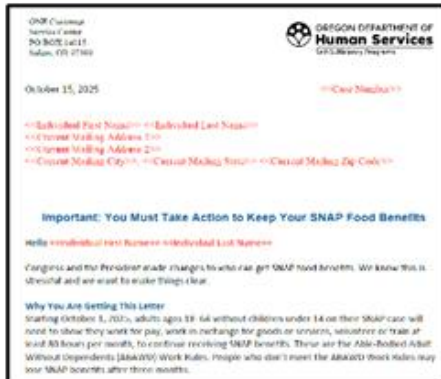 ONE Customer
Service Center
PO BOX 14015
Salem, OR 97309
OREGON DEPARTMENT OF
Human Services
Self-Sufficiency Programs
October 15, 2025
<<Case Number>>
<<Individual First Name>> <<Individual Last Name>>
<<Current Mailing Address 1>>
<<Current Mailing Address 2>>
<<Current Mailing City>>, <<Current Mailing State>> <<Current Mailing Zip Code>>
Important: You Must Take Action to Keep Your SNAP Food Benefits
Hello <<Individual First Name>> <<Individual Last Name>>
Congress and the President made changes to who can get SNAP food benefits. We know this is
stressful and we want to make things clear.
Why You Are Getting This Letter
Starting October 1, 2025, adults ages 18-64 without children under 14 on their SNAP case will
need to show they work for pay, work in exchange for goods or services, volunteer or train at
least 80 hours per month, to continue receiving SNAP benefits. These are the Able-Bodied Adult
Without Dependents (ABAWD) Work Rules. People who don't meet the ABAWD Work Rules may
lose SNAP benefits after three months.